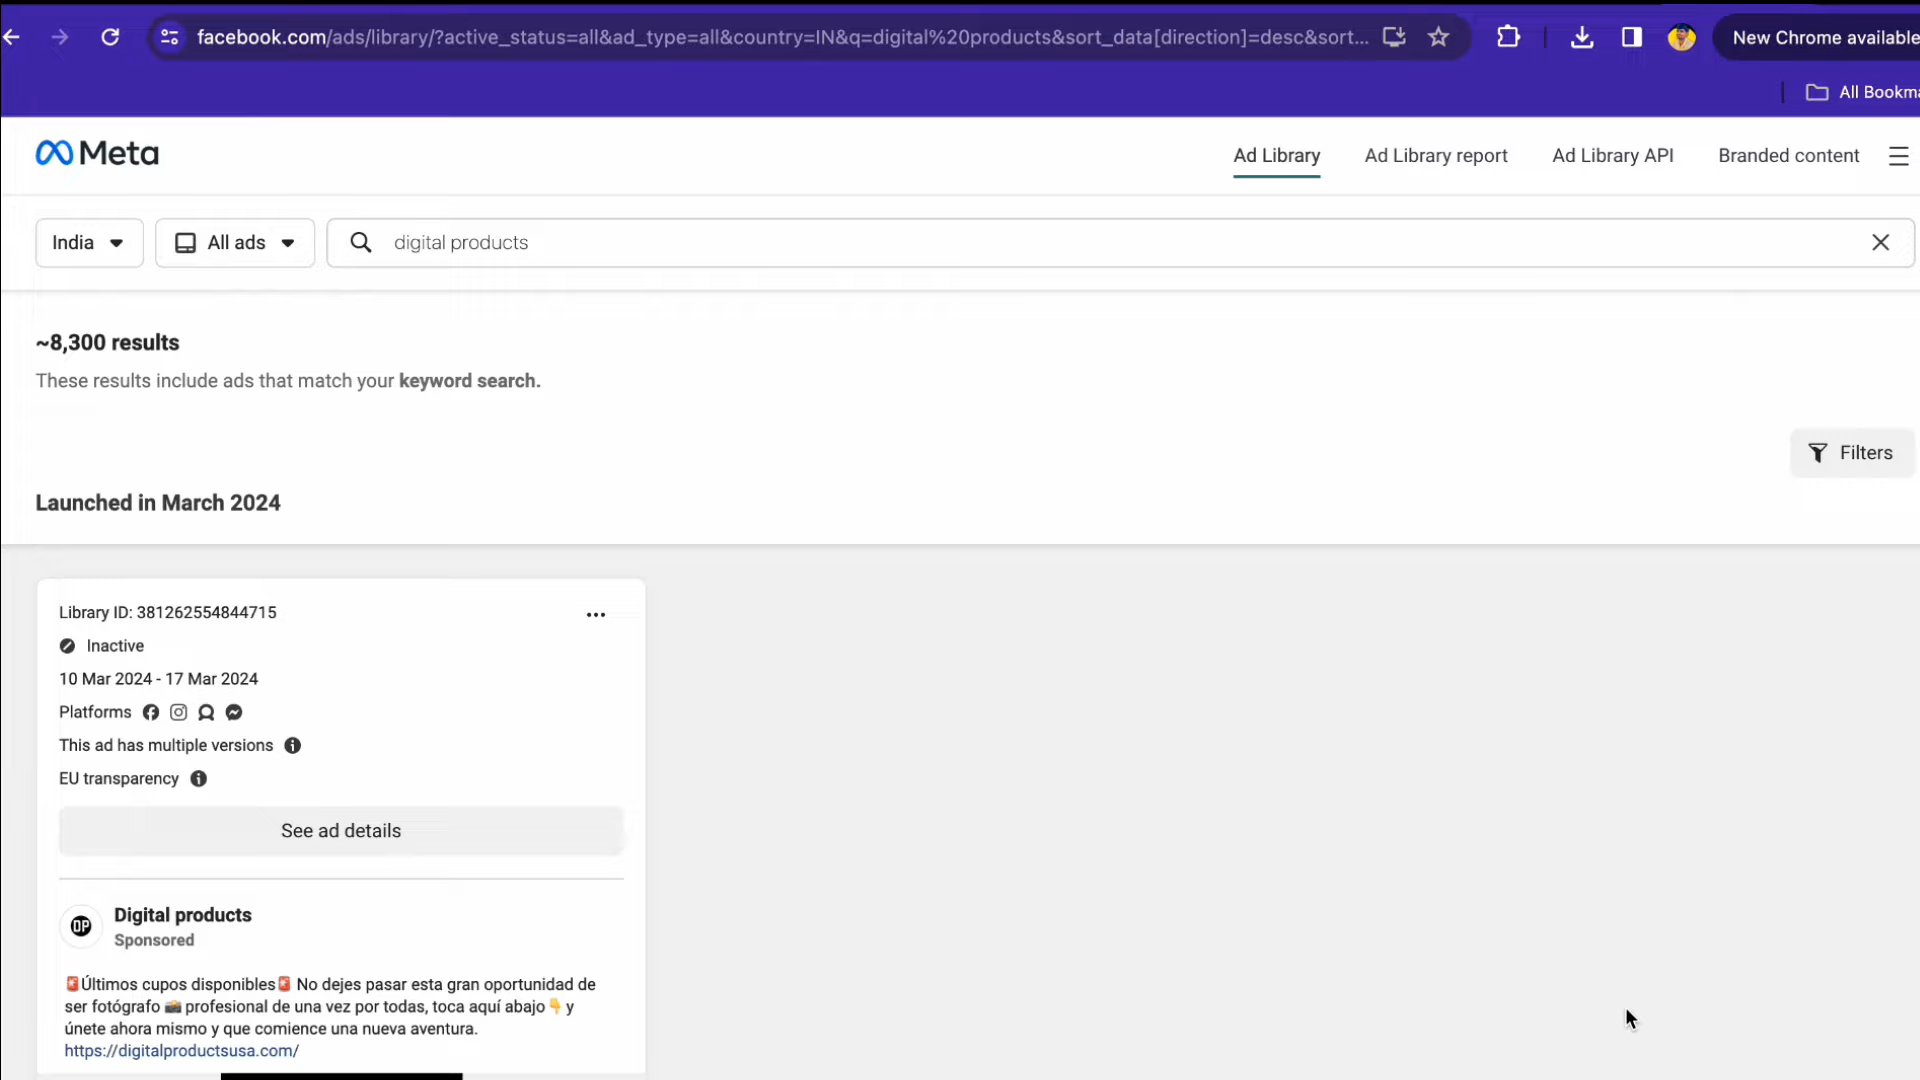 facebook.com/ads/library/?active_status=all&ad_type=all&country=IN&q=digital%20products&sort_data[direction]=desc&sort...
New Chrome available
All Bookma
Meta
Ad Library
Ad Library report
Ad Library API
Branded content
India
All ads
digital products
~8,300 results
These results include ads that match your keyword search.
Filters
Launched in March 2024
Library ID: 381262554844715
Inactive
10 Mar 2024 - 17 Mar 2024
Platforms
This ad has multiple versions
EU transparency
See ad details
DP
Digital products
Sponsored
🚨Últimos cupos disponibles🚨 No dejes pasar esta gran oportunidad de
ser fotógrafo 📸 profesional de una vez por todas, toca aquí abajo👇 y
únete ahora mismo y que comience una nueva aventura.
https://digitalproductsusa.com/